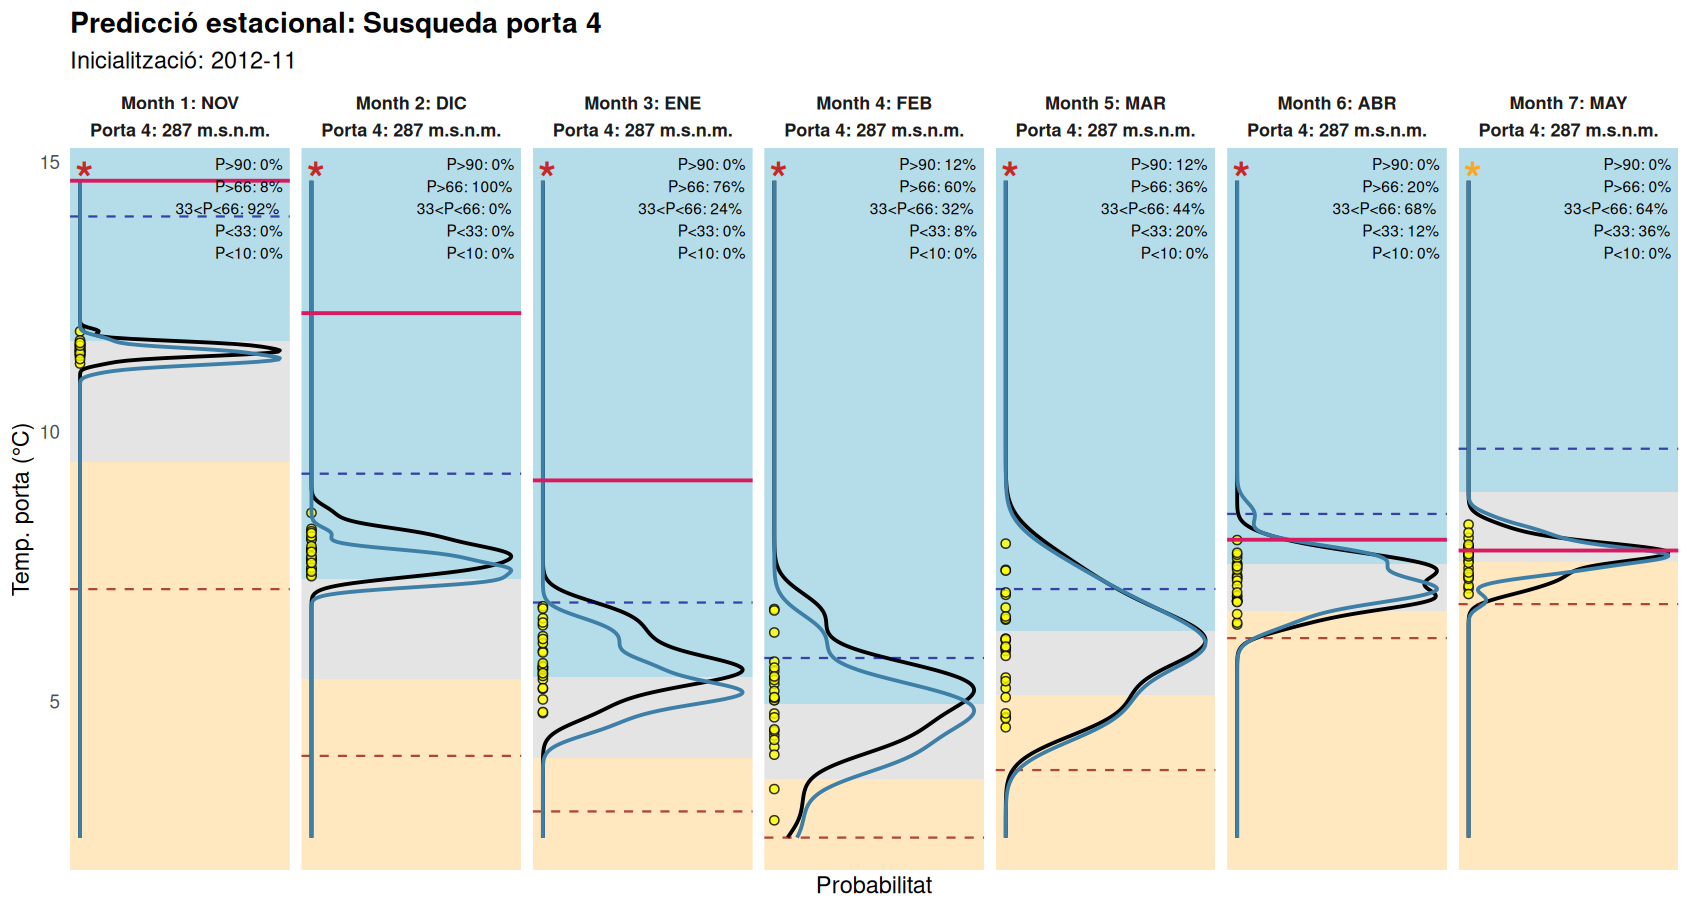 Predicció estacional: Susqueda porta 4
Inicialització: 2012-11
Month 1: NOV
Porta 4: 287 m.s.n.m.
Month 2: DIC
Porta 4: 287 m.s.n.m.
Month 3: ENE
Porta 4: 287 m.s.n.m.
Month 4: FEB
Porta 4: 287 m.s.n.m.
Month 5: MAR
Porta 4: 287 m.s.n.m.
Month 6: ABR
Porta 4: 287 m.s.n.m.
Month 7: MAY
Porta 4: 287 m.s.n.m.
Temp. porta (°C)
15
10
5
*
P>90: 0%
P>66: 8%
33<P<66: 92%
P<33: 0%
P<10: 0%
*
P>90: 0%
P>66: 100%
33<P<66: 0%
P<33: 0%
P<10: 0%
*
P>90: 0%
P>66: 76%
33<P<66: 24%
P<33: 0%
P<10: 0%
*
P>90: 12%
P>66: 60%
33<P<66: 32%
P<33: 8%
P<10: 0%
*
P>90: 12%
P>66: 36%
33<P<66: 44%
P<33: 20%
P<10: 0%
*
P>90: 0%
P>66: 20%
33<P<66: 68%
P<33: 12%
P<10: 0%
*
P>90: 0%
P>66: 0%
33<P<66: 64%
P<33: 36%
P<10: 0%
Probabilitat